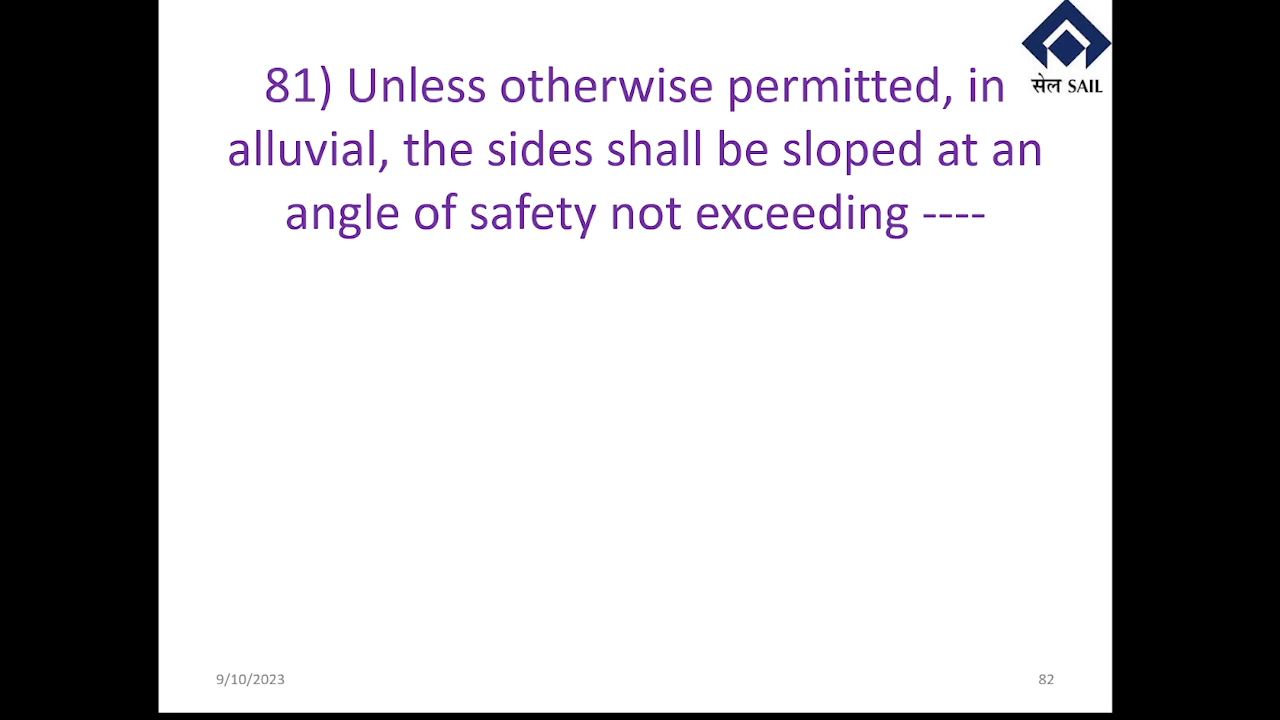 सेल SAIL
81) Unless otherwise permitted, in
alluvial, the sides shall be sloped at an
angle of safety not exceeding ----
9/10/2023
82